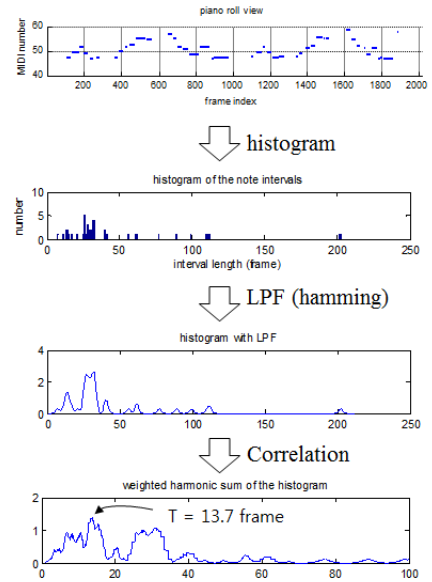 piano roll view
MIDI number
60
50
40
200 400 600 800 1000 1200 1400 1600 1800 2000
frame index
histogram
histogram of the note intervals
number
10
5
0
0 50 100 150 200 250
interval length (frame)
LPF (hamming)
histogram with LPF
4
2
0
0 50 100 150 200 250
Correlation
weighted harmonic sum of the histogram
2
1
0
T = 13.7 frame
0 20 40 60 80 100